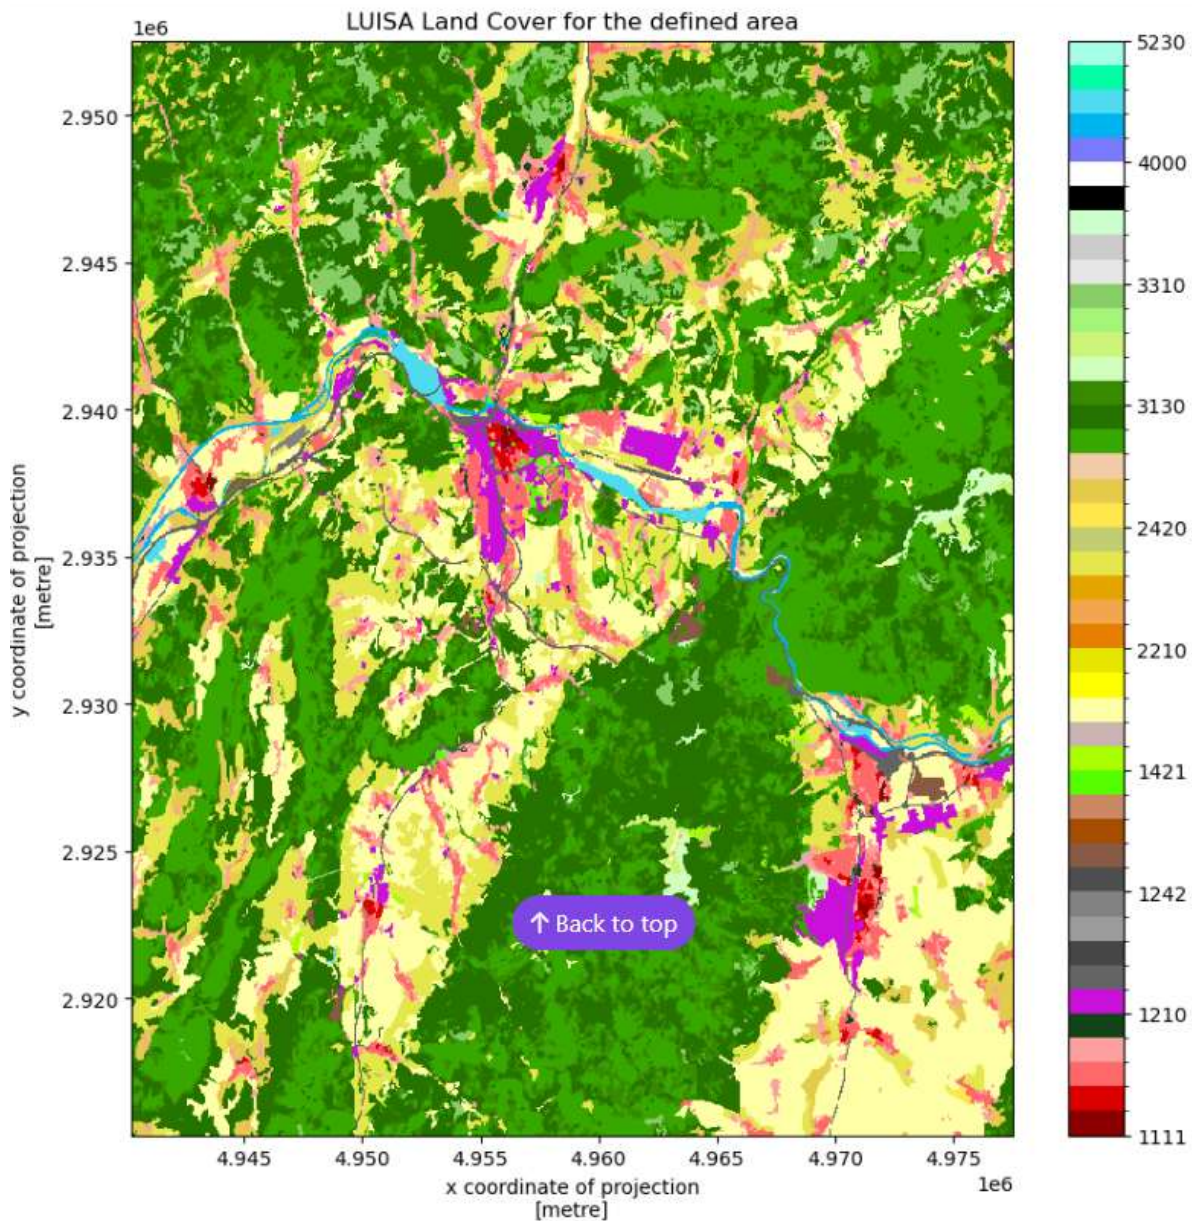 LUISA Land Cover for the defined area
1e6
2.950
2.945
2.940
2.935
2.930
2.925
2.920
y coordinate of projection
[metre]
4.945 4.950 4.955 4.960 4.965 4.970 4.975
1e6
x coordinate of projection
[metre]
↑ Back to top
5230
4000
3310
3130
2420
2210
1421
1242
1210
1111